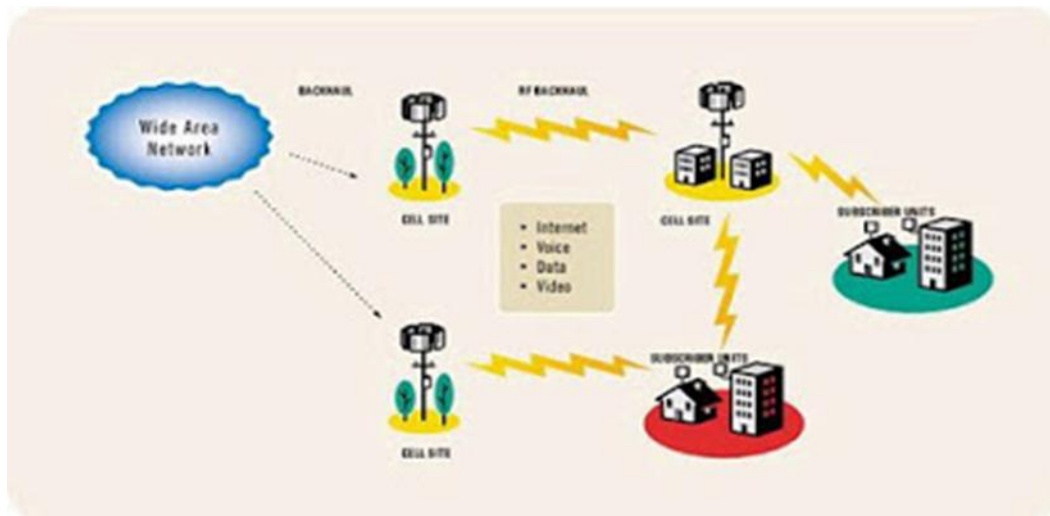 BACKHAUL
RF BACKHAUL
Wide Area
Network
CELL SITE
CELL SITE
SUBSCRIBER UNITS
• Internet
• Voice
• Data
• Video
SUBSCRIBER UNITS
CELL SITE